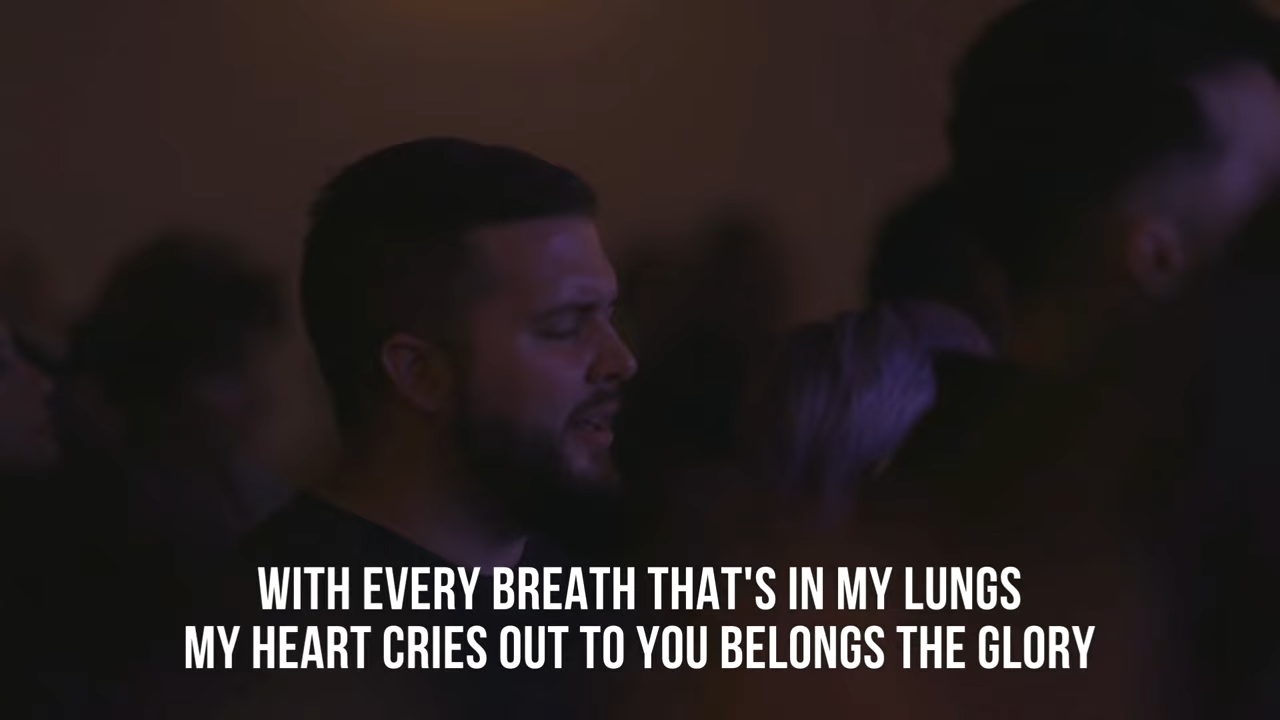 WITH EVERY BREATH THAT'S IN MY LUNGS
MY HEART CRIES OUT TO YOU BELONGS THE GLORY